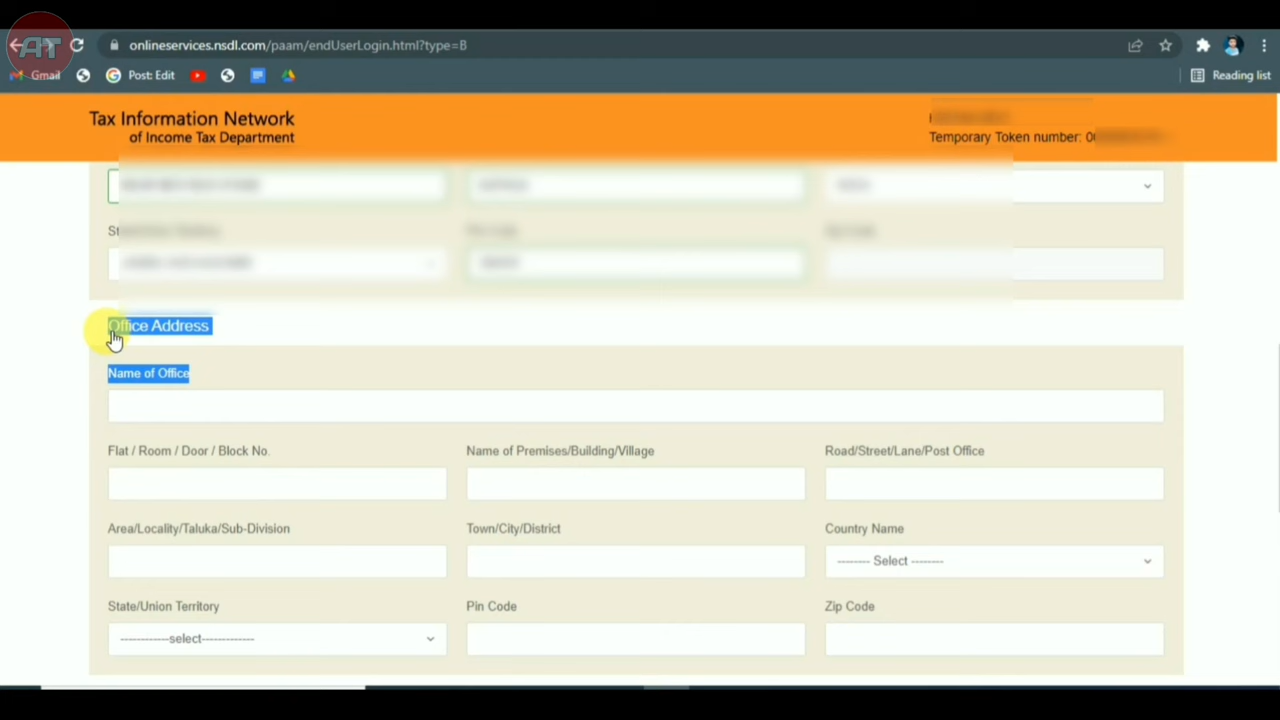 AT
onlineservices.nsdl.com/paam/endUserLogin.html?type=B
Gmail
Post: Edit
Reading list
Tax Information Network
of Income Tax Department
Temporary Token number:
Office Address
Name of Office
Flat / Room / Door / Block No.
Name of Premises/Building/Village
Road/Street/Lane/Post Office
Area/Locality/Taluka/Sub-Division
Town/City/District
Country Name
-------- Select --------
State/Union Territory
Pin Code
Zip Code
------------select-------------